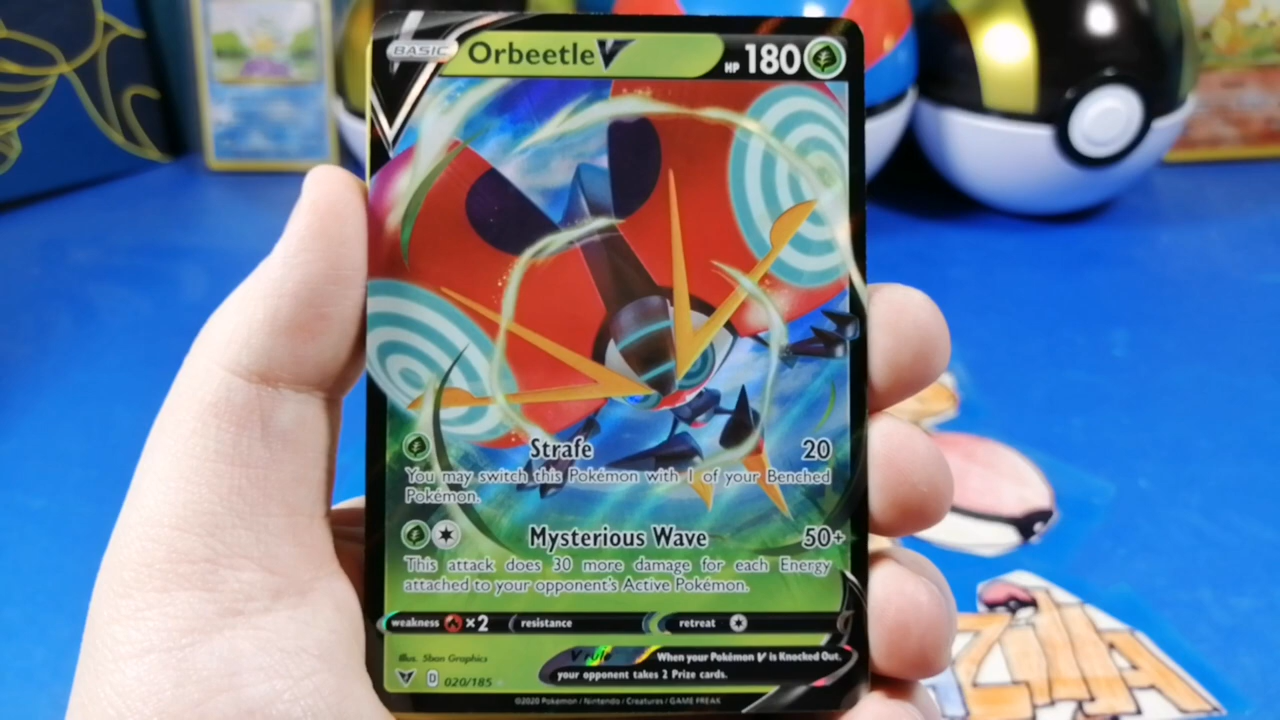 BASIC Orbeetle V HP 180
Strafe 20
You may switch this Pokémon with 1 of your Benched
Pokémon.
Mysterious Wave 50+
This attack does 30 more damage for each Energy
attached to your opponent's Active Pokémon.
weakness ×2 resistance retreat
Illus. 5ban Graphics
V rule When your Pokémon V is Knocked Out,
your opponent takes 2 Prize cards.
D 020/185
©2020 Pokémon / Nintendo / Creatures / GAME FREAK